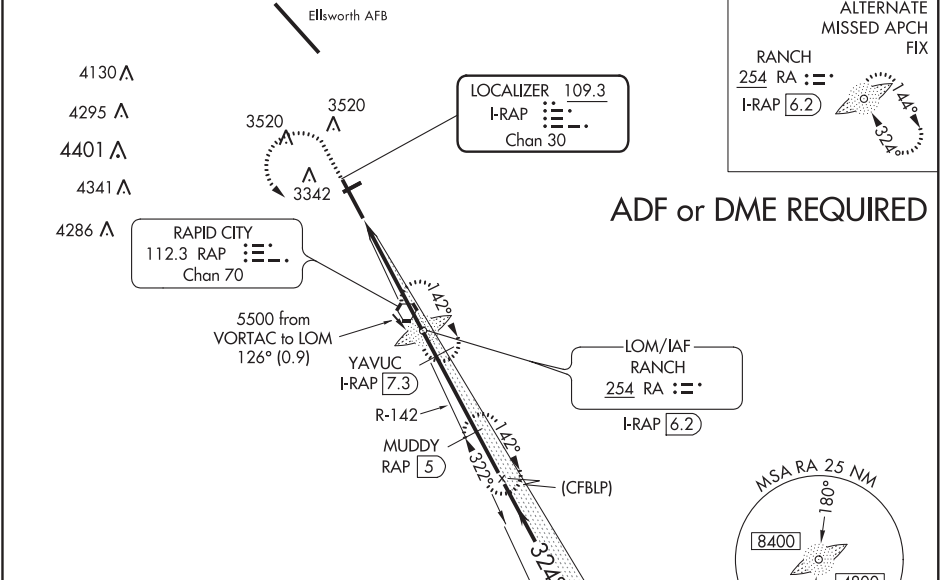 Ellsworth AFB
ALTERNATE
MISSED APCH
FIX
RANCH
254 RA
I-RAP 6.2
144°
324°
4130
4295
4401
4341
4286
3520
3520
3342
LOCALIZER 109.3
I-RAP
Chan 30
ADF or DME REQUIRED
RAPID CITY
112.3 RAP
Chan 70
5500 from
VORTAC to LOM
126° (0.9)
142°
YAVUC
I-RAP 7.3
LOM/IAF
RANCH
254 RA
I-RAP 6.2
R-142
MUDDY
RAP 5
142°
322°
(CFBLP)
324°
MSA RA 25 NM
180°
8400